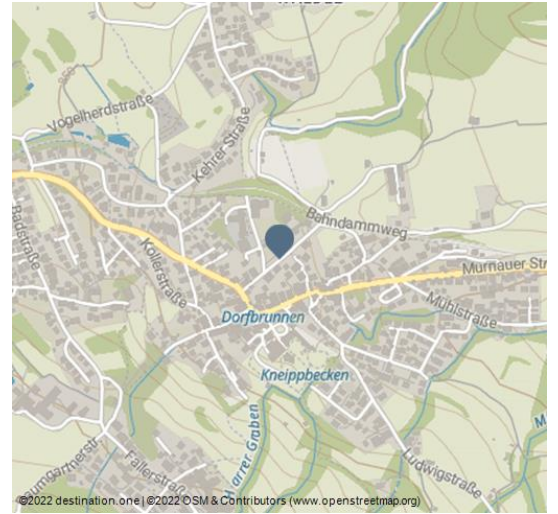 Vogelherdstraße
Kehrer Straße
Bahndammweg
Badstraße
Kollerstraße
Murnauer Str
Mühlstraße
Dorfbrunnen
Kneippbecken
Ludwigstraße
Fallerstraße
©2022 destination.one | ©2022 OSM & Contributors (www.openstreetmap.org)